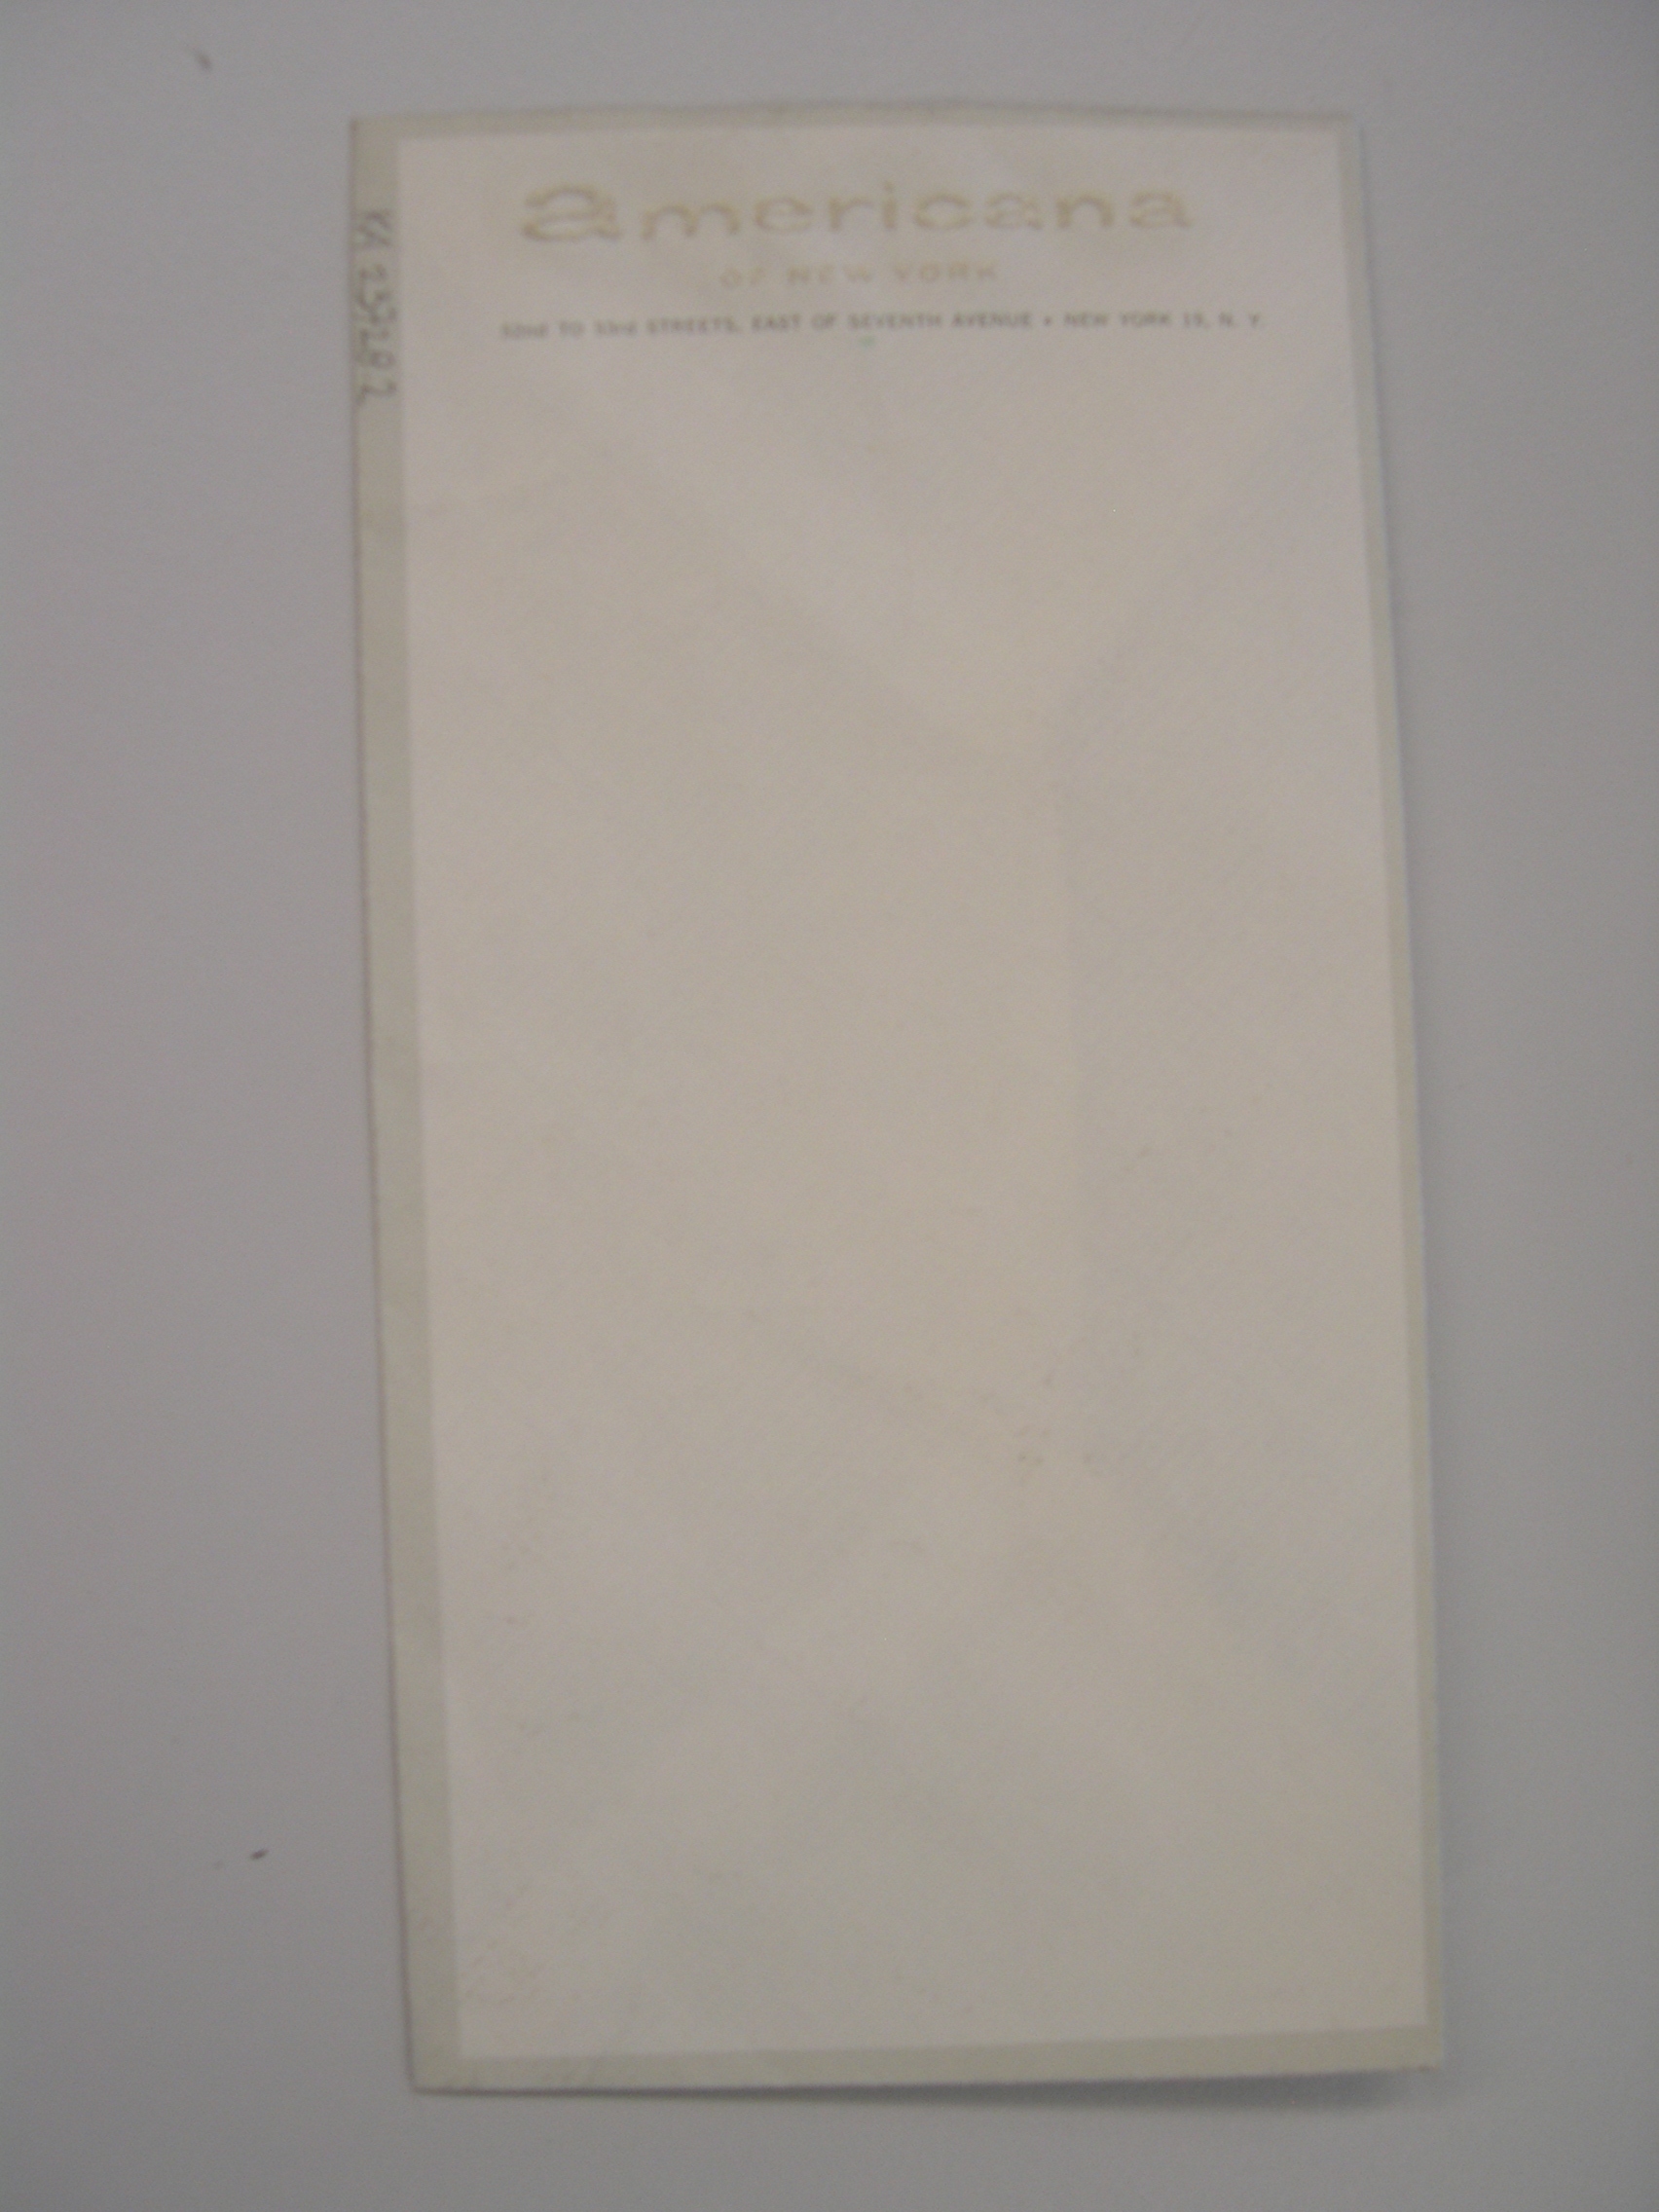 americana
OF NEW YORK
52nd TO 53rd STREETS, EAST OF SEVENTH AVENUE • NEW YORK 19, N. Y.